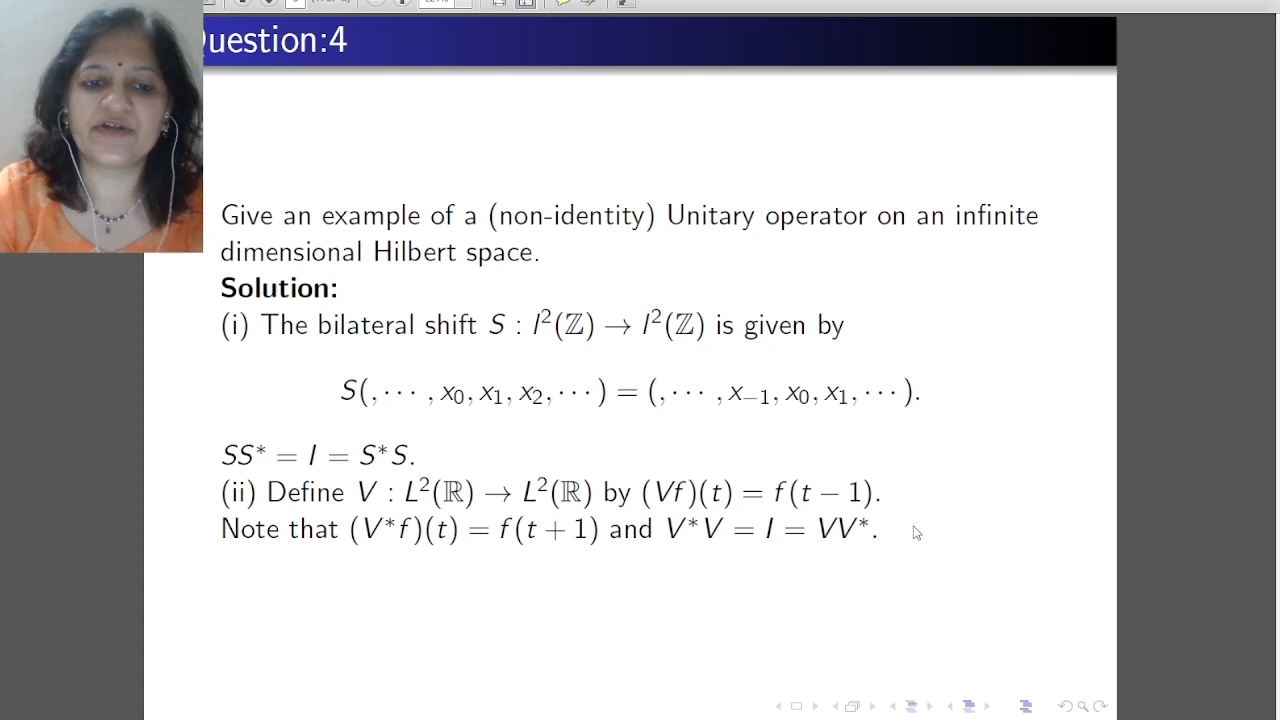 uestion:4
Give an example of a (non-identity) Unitary operator on an infinite
dimensional Hilbert space.
Solution:
(i) The bilateral shift S : l²(ℤ) → l²(ℤ) is given by
S(, ⋯ , x₀, x₁, x₂, ⋯ ) = (, ⋯ , x₋₁, x₀, x₁, ⋯ ).
SS* = I = S*S.
(ii) Define V : L²(ℝ) → L²(ℝ) by (Vf)(t) = f(t − 1).
Note that (V*f)(t) = f(t + 1) and V*V = I = VV*.